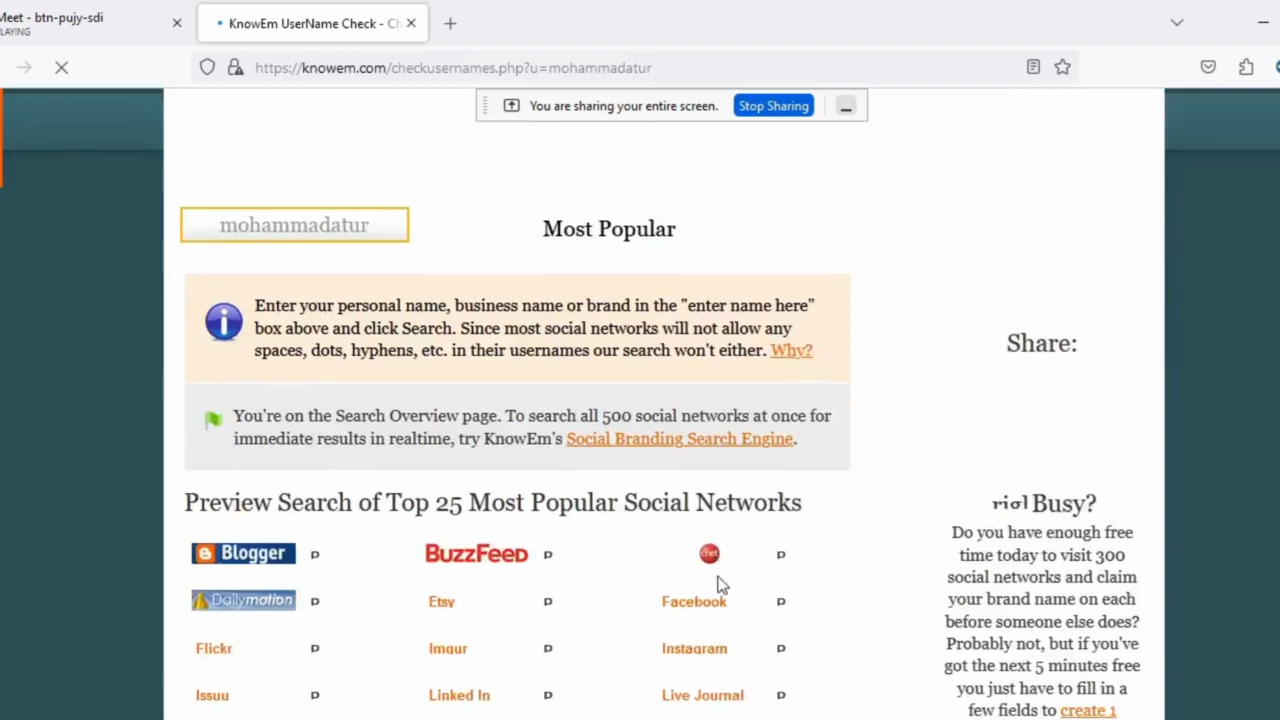 Meet - btn-pujy-sdi
LAYING
KnowEm UserName Check - Ch
https://knowem.com/checkusernames.php?u=mohammadatur
You are sharing your entire screen.
Stop Sharing
mohammadatur
Most Popular
Enter your personal name, business name or brand in the "enter name here"
box above and click Search. Since most social networks will not allow any
spaces, dots, hyphens, etc. in their usernames our search won't either. Why?
Share:
You're on the Search Overview page. To search all 500 social networks at once for
immediate results in realtime, try KnowEm's Social Branding Search Engine.
Preview Search of Top 25 Most Popular Social Networks
Blogger
BuzzFeed
cnet
Dailymotion
Etsy
Facebook
Flickr
Imgur
Instagram
Issuu
Linked In
Live Journal
Busy?
Do you have enough free
time today to visit 300
social networks and claim
your brand name on each
before someone else does?
Probably not, but if you've
got the next 5 minutes free
you just have to fill in a
few fields to create 1